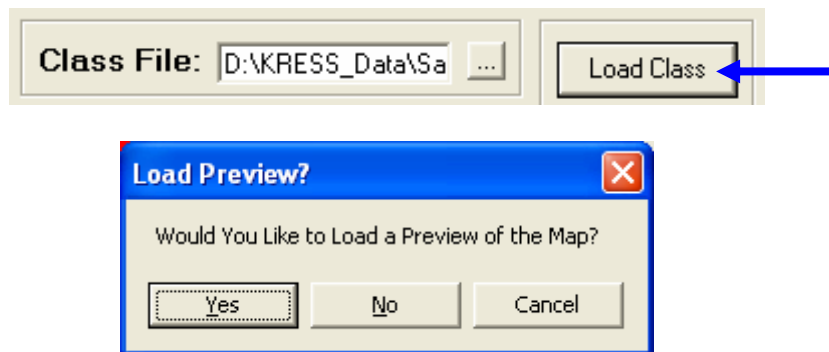 Class File: D:\KRESS_Data\Sa ... Load Class
Load Preview?
Would You Like to Load a Preview of the Map?
Yes No Cancel